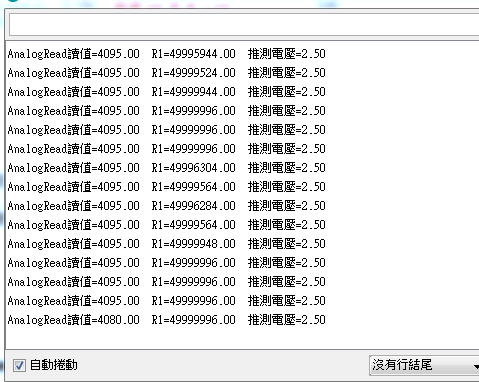 AnalogRead讀值=4095.00 R1=49995944.00 推測電壓=2.50
AnalogRead讀值=4095.00 R1=49999524.00 推測電壓=2.50
AnalogRead讀值=4095.00 R1=49999944.00 推測電壓=2.50
AnalogRead讀值=4095.00 R1=49999996.00 推測電壓=2.50
AnalogRead讀值=4095.00 R1=49999996.00 推測電壓=2.50
AnalogRead讀值=4095.00 R1=49999996.00 推測電壓=2.50
AnalogRead讀值=4095.00 R1=49996304.00 推測電壓=2.50
AnalogRead讀值=4095.00 R1=49999564.00 推測電壓=2.50
AnalogRead讀值=4095.00 R1=49996284.00 推測電壓=2.50
AnalogRead讀值=4095.00 R1=49999564.00 推測電壓=2.50
AnalogRead讀值=4095.00 R1=49999948.00 推測電壓=2.50
AnalogRead讀值=4095.00 R1=49999996.00 推測電壓=2.50
AnalogRead讀值=4095.00 R1=49999996.00 推測電壓=2.50
AnalogRead讀值=4095.00 R1=49999996.00 推測電壓=2.50
AnalogRead讀值=4080.00 R1=49999996.00 推測電壓=2.50
自動捲動 沒有行結尾